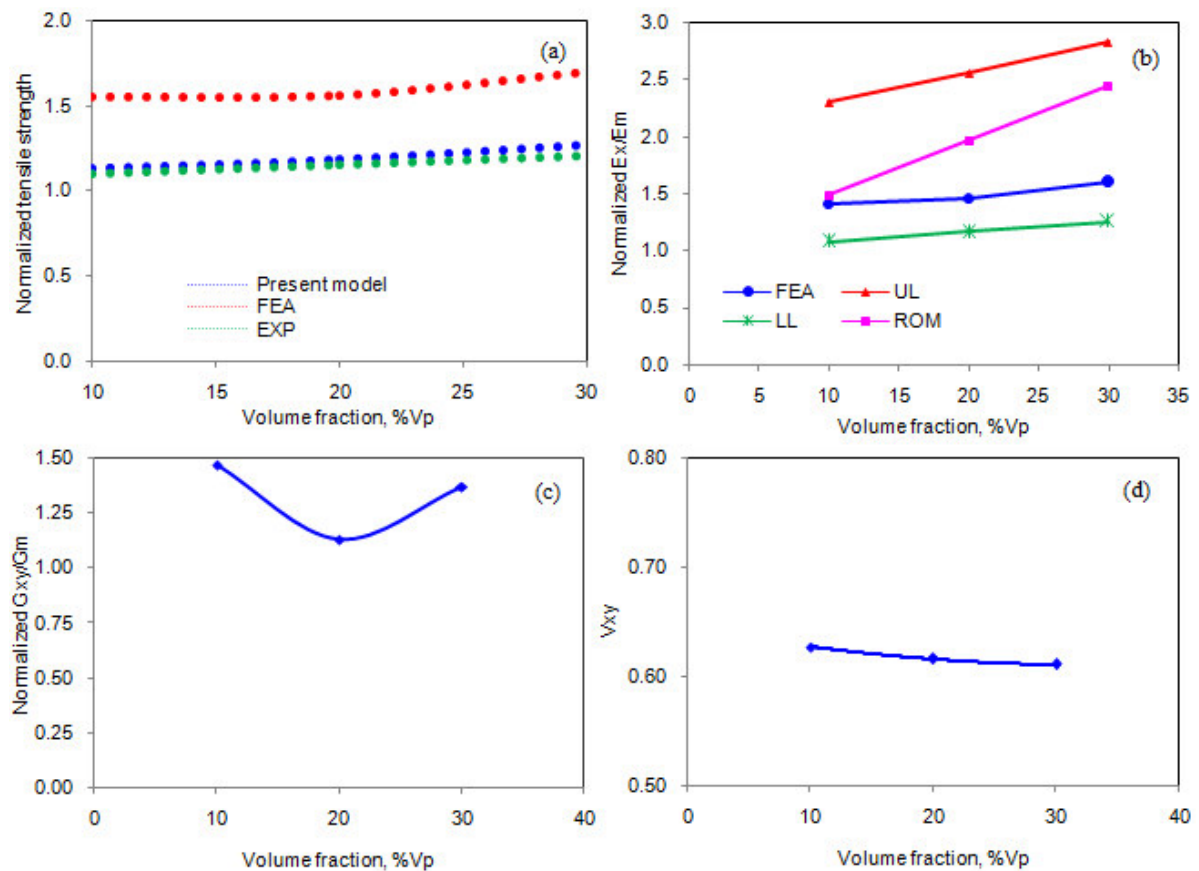 (a)
Normalized tensile strength
2.0
1.5
1.0
0.5
0.0
Present model
FEA
EXP
10 15 20 25 30
Volume fraction, %Vp
(b)
Normalized Ex/Em
3.0
2.5
2.0
1.5
1.0
0.5
0.0
FEA UL
LL ROM
0 5 10 15 20 25 30 35
Volume fraction, %Vp
(c)
Normalized Gxy/Gm
1.50
1.25
1.00
0.75
0.50
0.25
0.00
0 10 20 30 40
Volume fraction, %Vp
(d)
Vxy
0.80
0.70
0.60
0.50
0 10 20 30 40
Volume fraction, %Vp